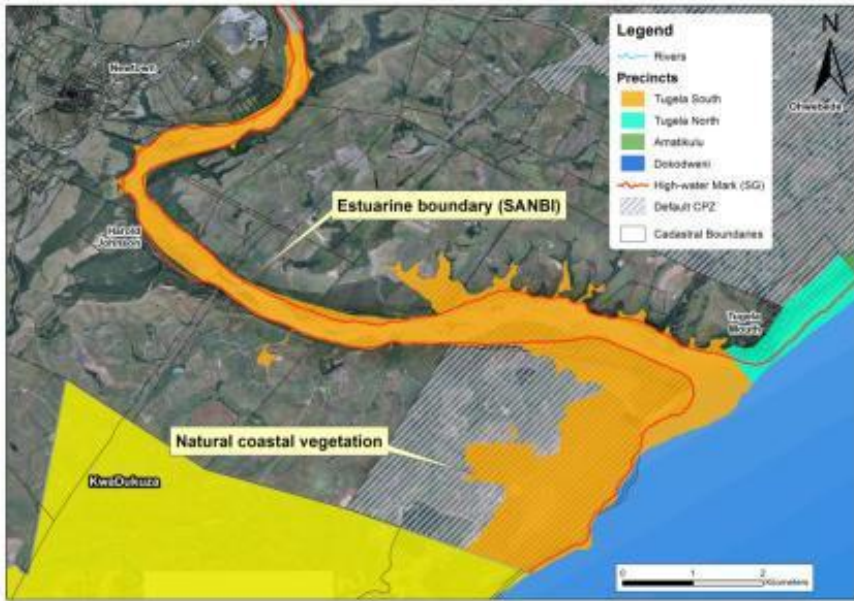 Legend
Rivers
Precincts
Tugela South
Tugela North
Amatikulu
Dokodweni
High-water Mark (SG)
Default CPZ
Cadastral Boundaries
N
Newtown
Ohwebede
Estuarine boundary (SANBI)
Harold
Johnson
Tugela
Mouth
Natural coastal vegetation
KwaDukuza
0 1 2
Kilometers